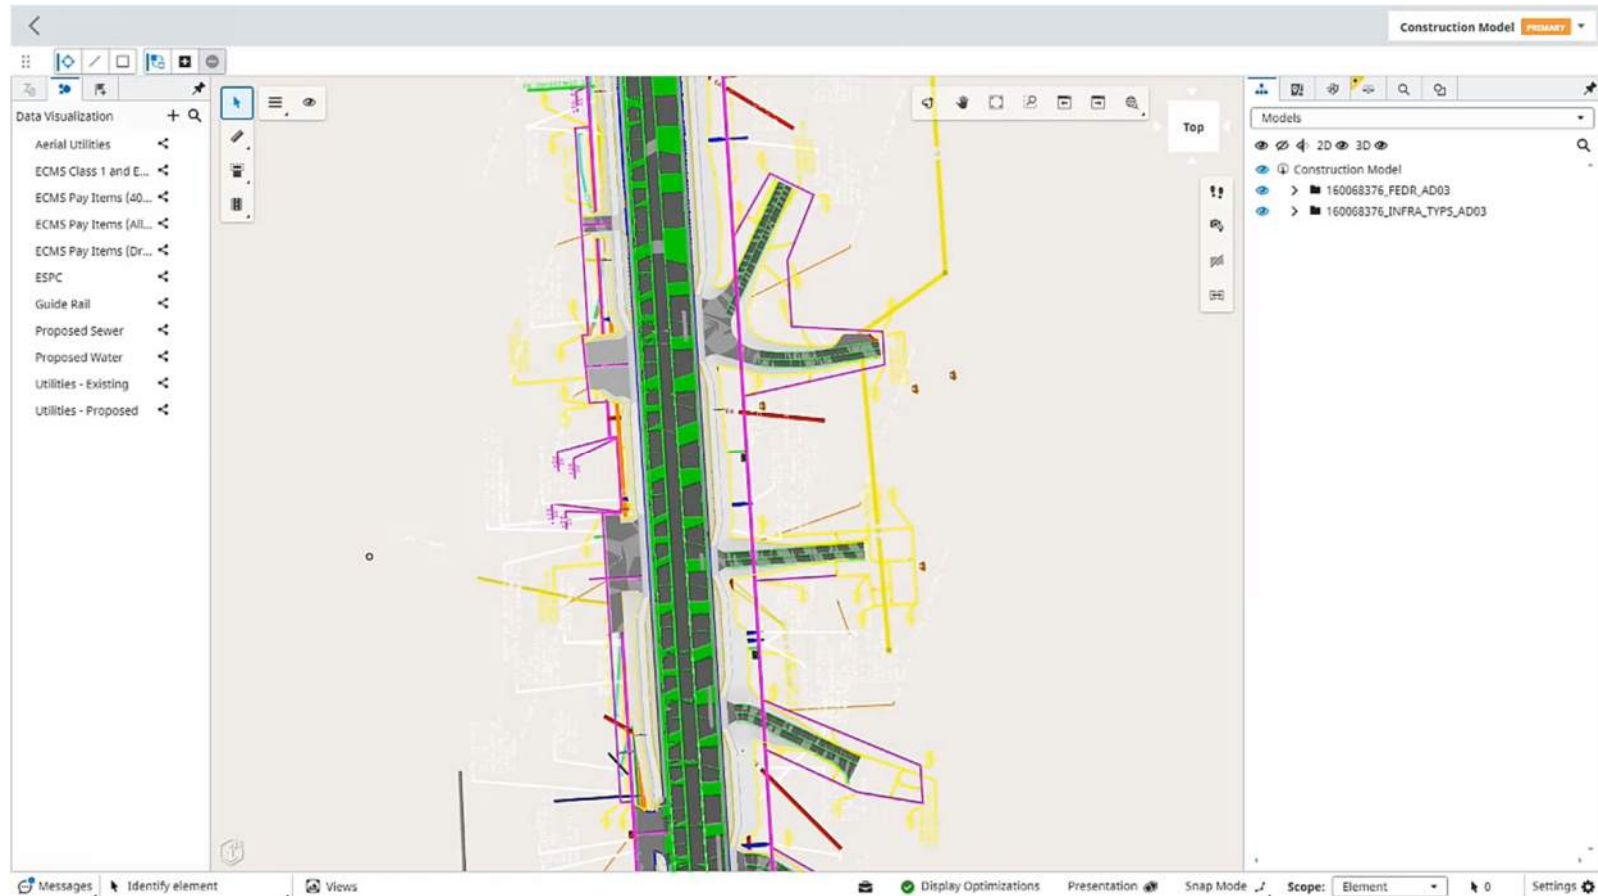 Construction Model PRIMARY
Data Visualization
Aerial Utilities
ECMS Class 1 and E...
ECMS Pay Items (40...
ECMS Pay Items (All...
ECMS Pay Items (Dr...
ESPC
Guide Rail
Proposed Sewer
Proposed Water
Utilities - Existing
Utilities - Proposed
Top
Models
2D 3D
Construction Model
160068376_FEDR_AD03
160068376_INFRA_TYPS_AD03
Messages
Identify element
Views
Display Optimizations
Presentation
Snap Mode
Scope: Element
0
Settings